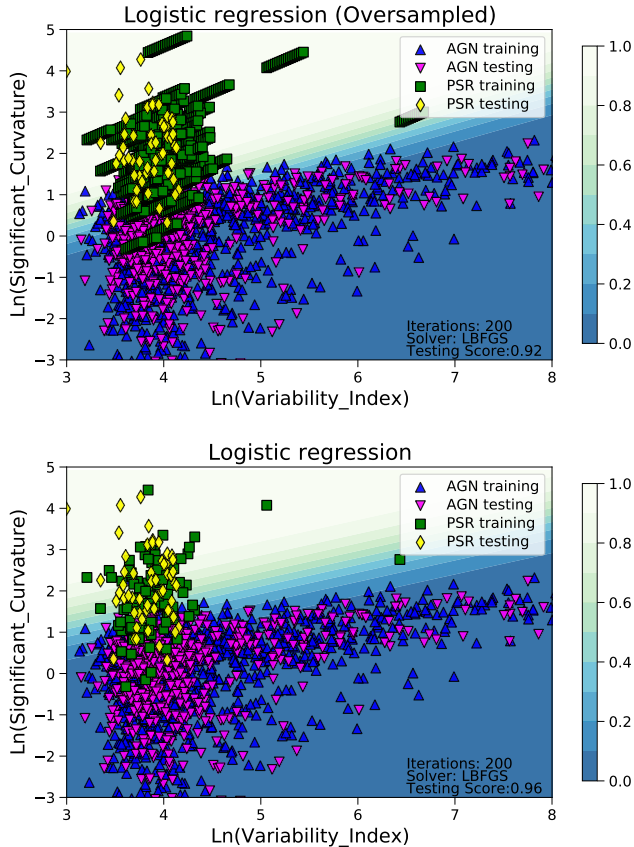 Logistic regression (Oversampled)
5
4
3
2
1
0
−1
−2
−3
Ln(Significant_Curvature)
AGN training
AGN testing
PSR training
PSR testing
Iterations: 200
Solver: LBFGS
Testing Score:0.92
3
4
5
6
7
8
Ln(Variability_Index)
1.0
0.8
0.6
0.4
0.2
0.0
Logistic regression
5
4
3
2
1
0
−1
−2
−3
Ln(Significant_Curvature)
AGN training
AGN testing
PSR training
PSR testing
Iterations: 200
Solver: LBFGS
Testing Score:0.96
3
4
5
6
7
8
Ln(Variability_Index)
1.0
0.8
0.6
0.4
0.2
0.0